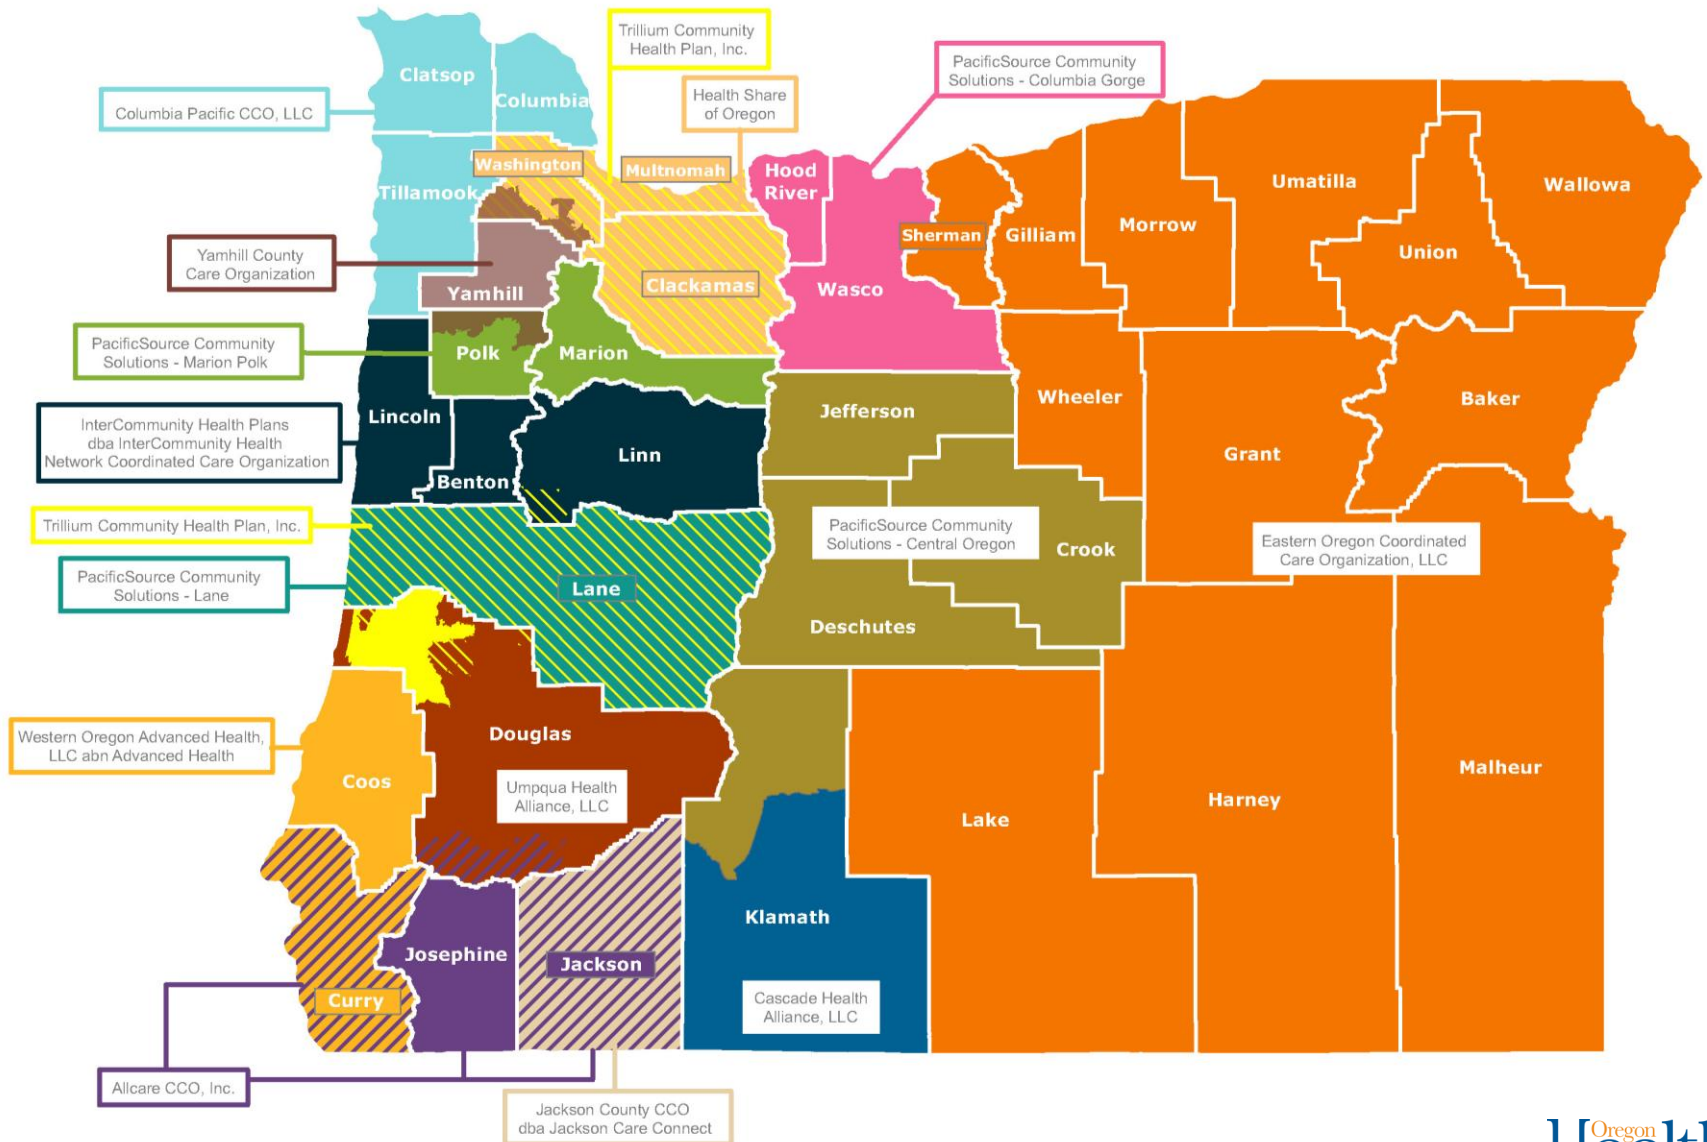 Trillium Community
Health Plan, Inc.
PacificSource Community
Solutions - Columbia Gorge
Clatsop
Columbia
Health Share
of Oregon
Columbia Pacific CCO, LLC
Washington
Multnomah
Hood
River
Tillamook
Umatilla
Wallowa
Morrow
Sherman
Gilliam
Union
Yamhill County
Care Organization
Clackamas
Wasco
Yamhill
PacificSource Community
Solutions - Marion Polk
Polk
Marion
Wheeler
Baker
Jefferson
Lincoln
InterCommunity Health Plans
dba InterCommunity Health
Network Coordinated Care Organization
Linn
Grant
Benton
Trillium Community Health Plan, Inc.
PacificSource Community
Solutions - Central Oregon
Crook
Eastern Oregon Coordinated
Care Organization, LLC
PacificSource Community
Solutions - Lane
Lane
Deschutes
Western Oregon Advanced Health,
LLC abn Advanced Health
Douglas
Coos
Umpqua Health
Alliance, LLC
Malheur
Harney
Lake
Klamath
Josephine
Jackson
Curry
Cascade Health
Alliance, LLC
Allcare CCO, Inc.
Jackson County CCO
dba Jackson Care Connect
Oregon